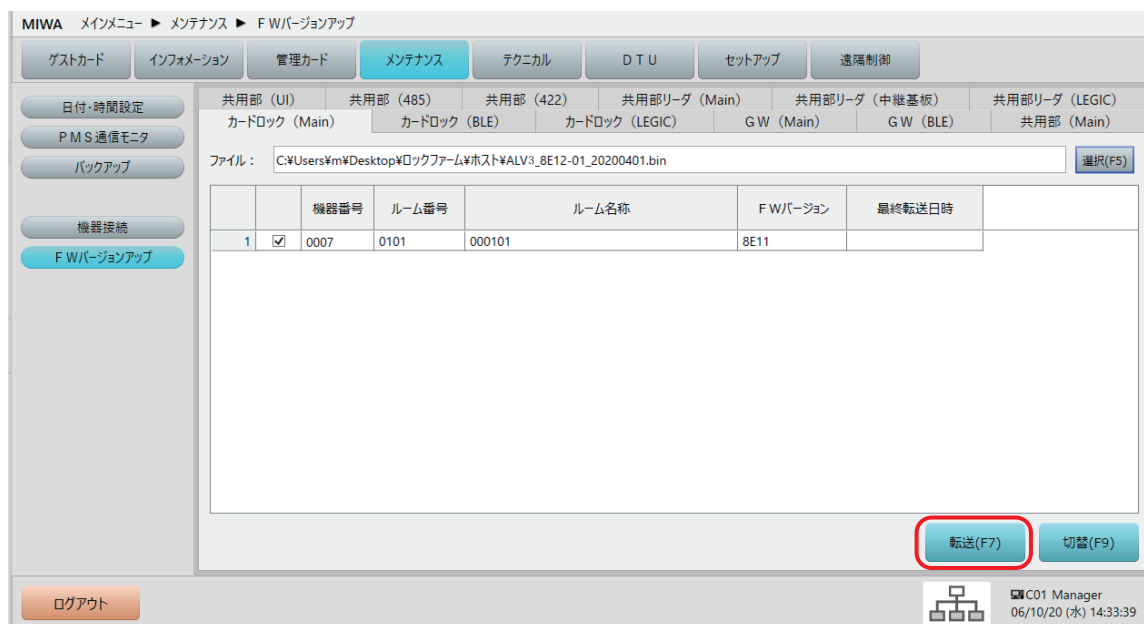 MIWA メインメニュー ► メンテナンス ► ＦＷバージョンアップ
ゲストカード インフォメーション 管理カード メンテナンス テクニカル ＤＴＵ セットアップ 遠隔制御
日付・時間設定
ＰＭＳ通信モニタ
バックアップ
機器接続
ＦＷバージョンアップ
共用部（UI） 共用部（485） 共用部（422） 共用部リーダ（Main） 共用部リーダ（中継基板） 共用部リーダ（LEGIC）
カードロック（Main） カードロック（BLE） カードロック（LEGIC） ＧＷ（Main） ＧＷ（BLE） 共用部（Main）
ファイル： C:¥Users¥m¥Desktop¥ロックファーム¥ホスト¥ALV3_8E12-01_20200401.bin 選択(F5)
機器番号 ルーム番号 ルーム名称 ＦＷバージョン 最終転送日時
1 0007 0101 000101 8E11
転送(F7) 切替(F9)
ログアウト
C01 Manager
06/10/20 (水) 14:33:39